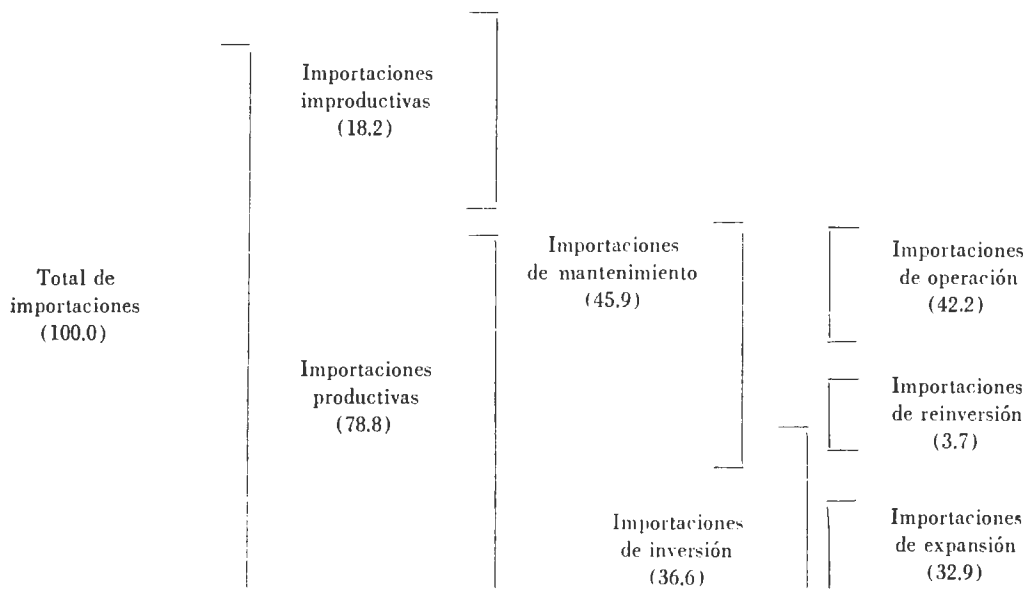 Importaciones
improductivas
(18.2)
Total de
importaciones
(100.0)
Importaciones
productivas
(78.8)
Importaciones
de mantenimiento
(45.9)
Importaciones
de inversión
(36.6)
Importaciones
de operación
(42.2)
Importaciones
de reinversión
(3.7)
Importaciones
de expansión
(32.9)